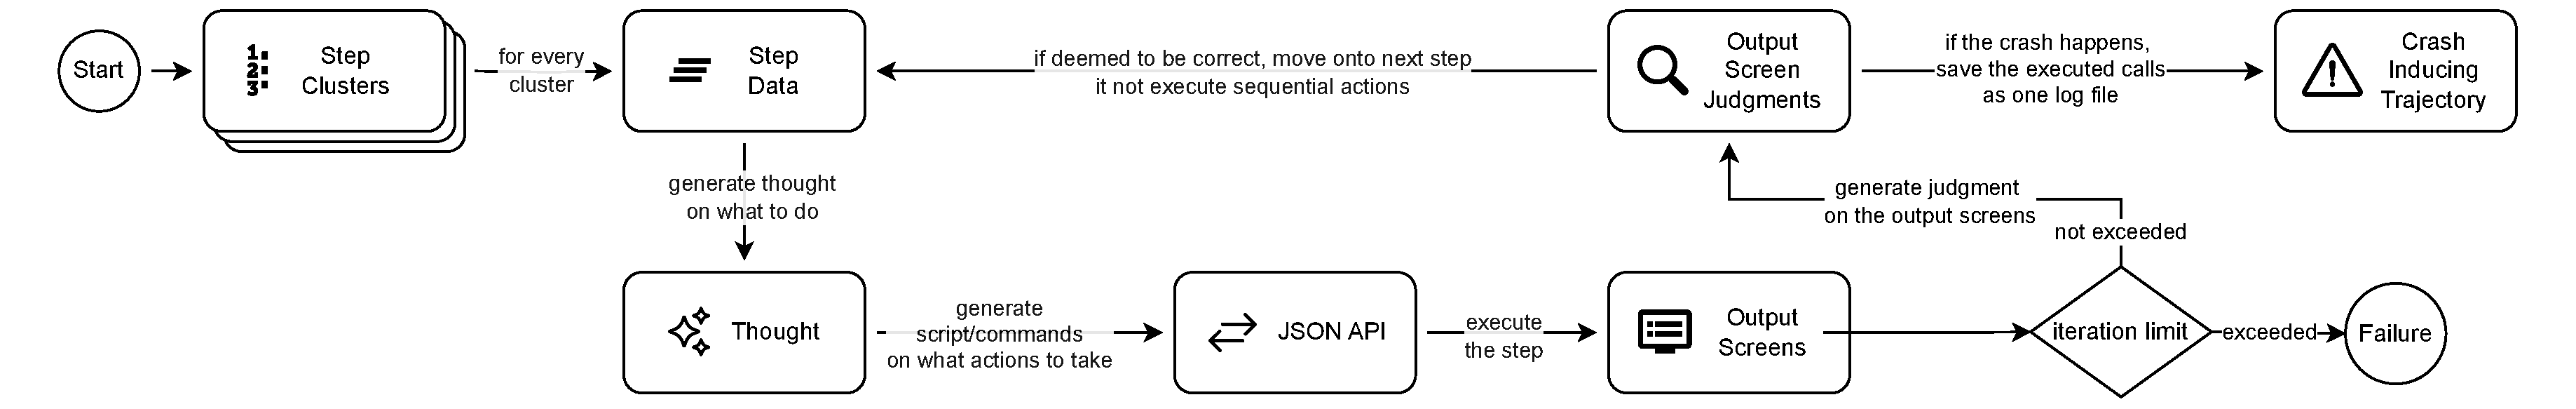 Start
1
2
3
Step
Clusters
for every
cluster
Step
Data
if deemed to be correct, move onto next step
it not execute sequential actions
Output
Screen
Judgments
if the crash happens,
save the executed calls
as one log file
Crash
Inducing
Trajectory
generate thought
on what to do
generate judgment
on the output screens
not exceeded
Thought
generate
script/commands
on what actions to take
JSON API
execute
the step
Output
Screens
iteration limit
exceeded
Failure